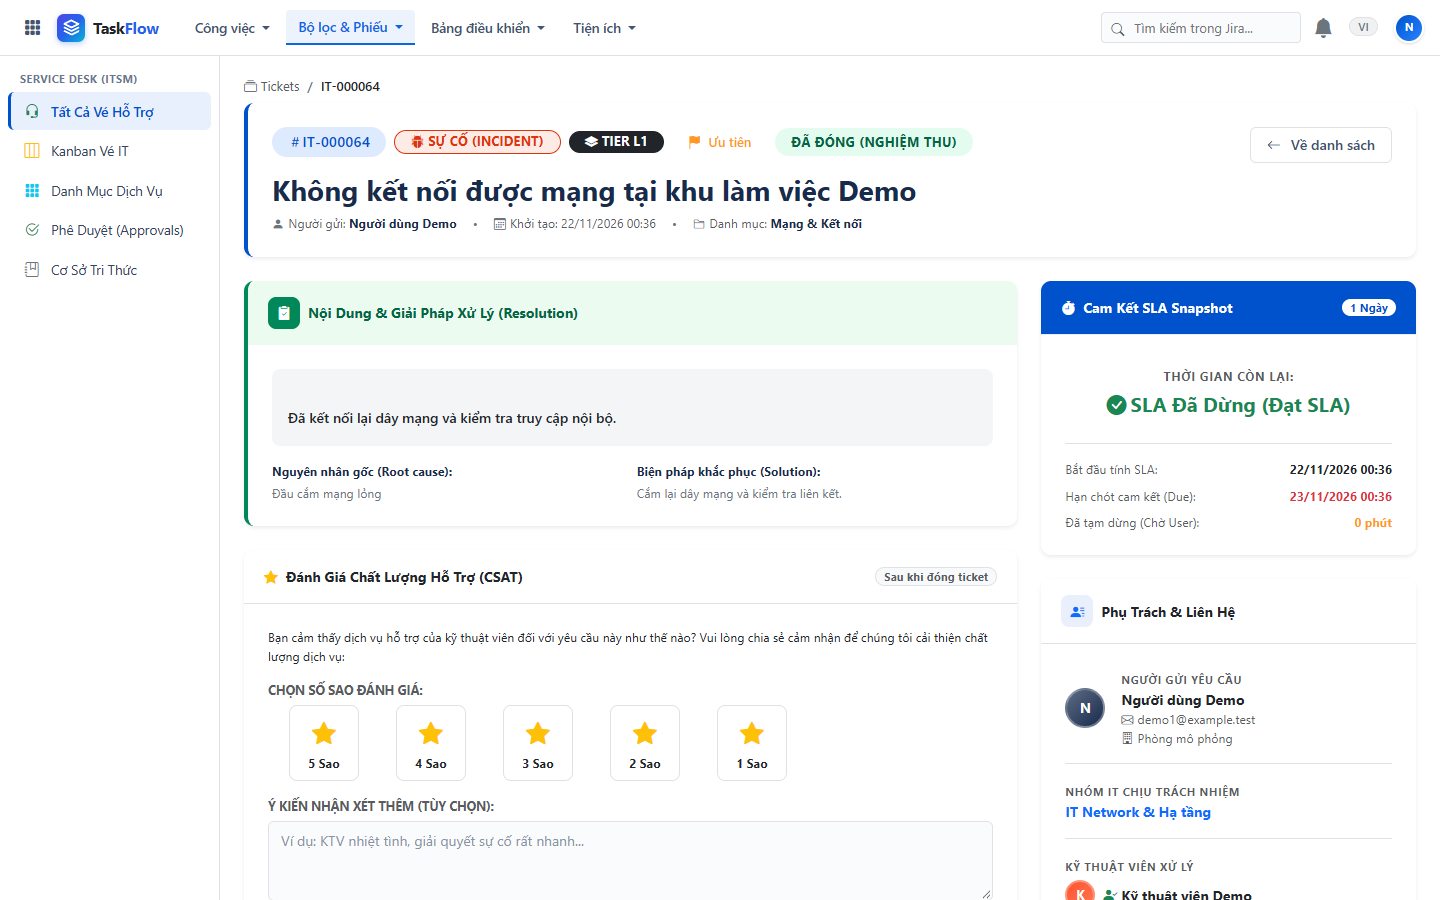 TaskFlow
Công việc
Bộ lọc & Phiếu
Bảng điều khiển
Tiện ích
Tìm kiếm trong Jira...
VI
N
SERVICE DESK (ITSM)
Tất Cả Vé Hỗ Trợ
Kanban Vé IT
Danh Mục Dịch Vụ
Phê Duyệt (Approvals)
Cơ Sở Tri Thức
Tickets / IT-000064
# IT-000064
SỰ CỐ (INCIDENT)
TIER L1
Ưu tiên
ĐÃ ĐÓNG (NGHIỆM THU)
Về danh sách
Không kết nối được mạng tại khu làm việc Demo
Người gửi: Người dùng Demo • Khởi tạo: 22/11/2026 00:36 • Danh mục: Mạng & Kết nối
Nội Dung & Giải Pháp Xử Lý (Resolution)
Đã kết nối lại dây mạng và kiểm tra truy cập nội bộ.
Nguyên nhân gốc (Root cause):
Đầu cắm mạng lỏng
Biện pháp khắc phục (Solution):
Cắm lại dây mạng và kiểm tra liên kết.
Đánh Giá Chất Lượng Hỗ Trợ (CSAT)
Sau khi đóng ticket
Bạn cảm thấy dịch vụ hỗ trợ của kỹ thuật viên đối với yêu cầu này như thế nào? Vui lòng chia sẻ cảm nhận để chúng tôi cải thiện chất
lượng dịch vụ:
CHỌN SỐ SAO ĐÁNH GIÁ:
5 Sao
4 Sao
3 Sao
2 Sao
1 Sao
Ý KIẾN NHẬN XÉT THÊM (TÙY CHỌN):
Ví dụ: KTV nhiệt tình, giải quyết sự cố rất nhanh...
Cam Kết SLA Snapshot
1 Ngày
THỜI GIAN CÒN LẠI:
SLA Đã Dừng (Đạt SLA)
Bắt đầu tính SLA: 22/11/2026 00:36
Hạn chót cam kết (Due): 23/11/2026 00:36
Đã tạm dừng (Chờ User): 0 phút
Phụ Trách & Liên Hệ
N
NGƯỜI GỬI YÊU CẦU
Người dùng Demo
demo1@example.test
Phòng mô phỏng
NHÓM IT CHỊU TRÁCH NHIỆM
IT Network & Hạ tầng
KỸ THUẬT VIÊN XỬ LÝ
K
Kỹ thuật viên Demo